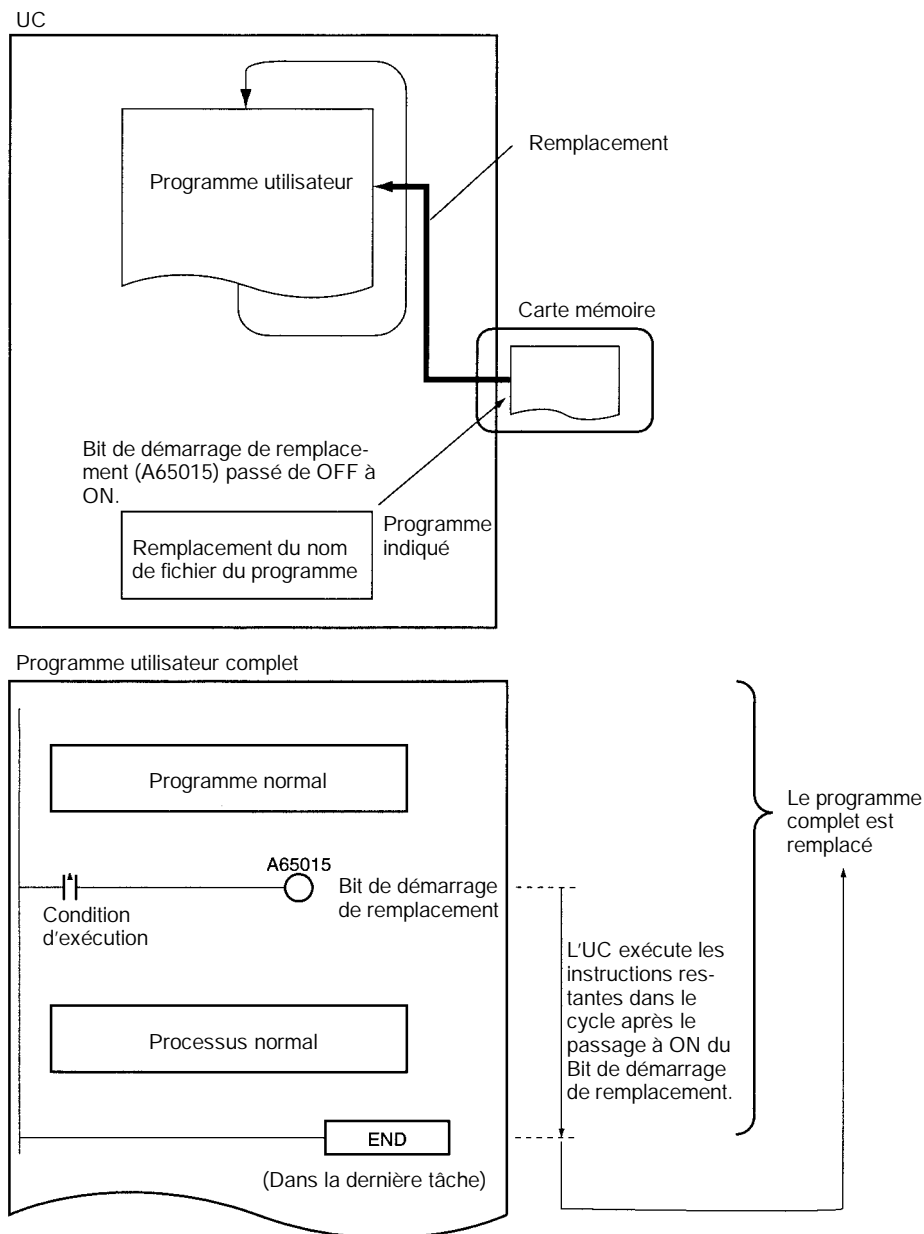 UC
Programme utilisateur
Remplacement
Carte mémoire
Bit de démarrage de remplace-
ment (A65015) passé de OFF à
ON.
Programme
indiqué
Remplacement du nom
de fichier du programme
Programme utilisateur complet
Programme normal
Le programme
complet est
remplacé
A65015
Bit de démarrage
de remplacement
Condition
d'exécution
L'UC exécute les
instructions res-
tantes dans le
cycle après le
passage à ON du
Bit de démarrage
de remplacement.
Processus normal
END
(Dans la dernière tâche)